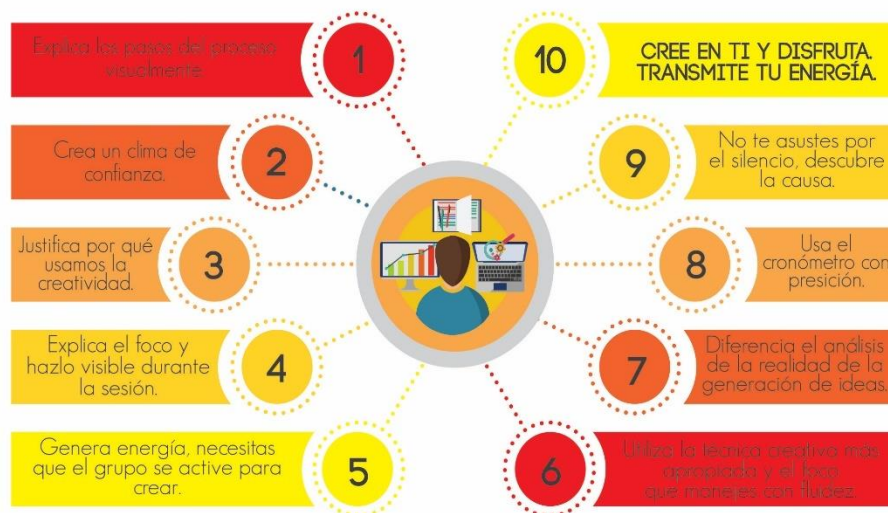 1
Explica los pasos del proceso
visualmente.
2
Crea un clima de
confianza.
3
Justifica por qué
usamos la
creatividad.
4
Explica el foco y
hazlo visible durante
la sesión.
5
Genera energía, necesitas
que el grupo se active para
crear.
6
Utiliza la técnica creativa más
apropiada y el foco
que manejes con fluidez.
7
Diferencia el análisis
de la realidad de la
generación de ideas.
8
Usa el
cronómetro con
presición.
9
No te asustes por
el silencio, descubre
la causa.
10
CREE EN TI Y DISFRUTA.
TRANSMITE TU ENERGÍA.